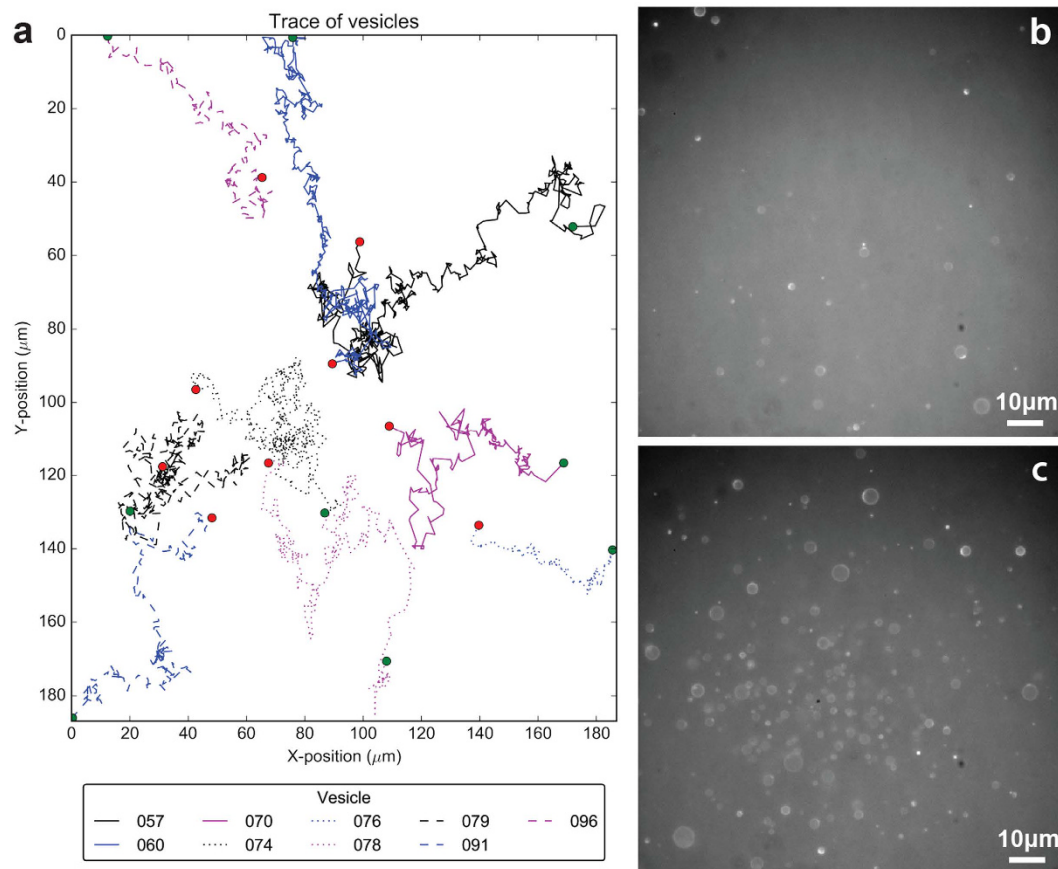 a
Trace of vesicles
0
20
40
60
80
100
120
140
160
180
Y-position (μm)
0 20 40 60 80 100 120 140 160 180
X-position (μm)
Vesicle
057 070 076 079 096
060 074 078 091
b
10μm
c
10μm